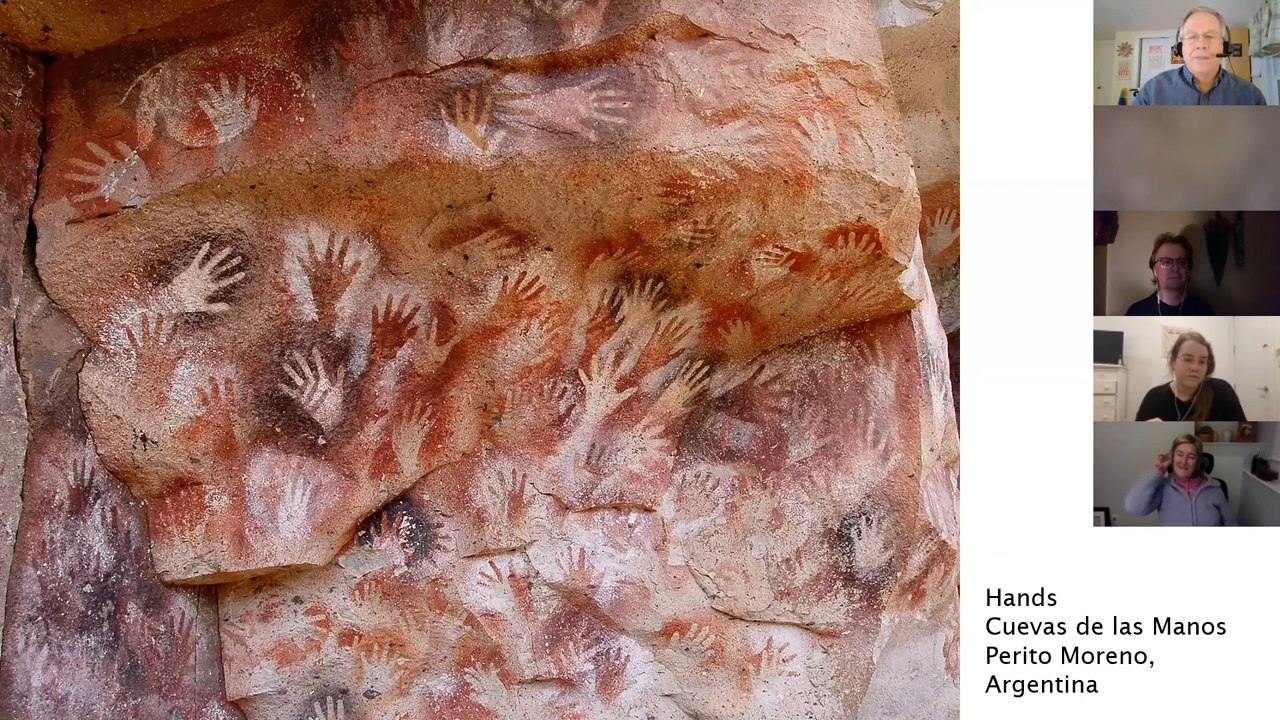 Hands
Cuevas de las Manos
Perito Moreno,
Argentina